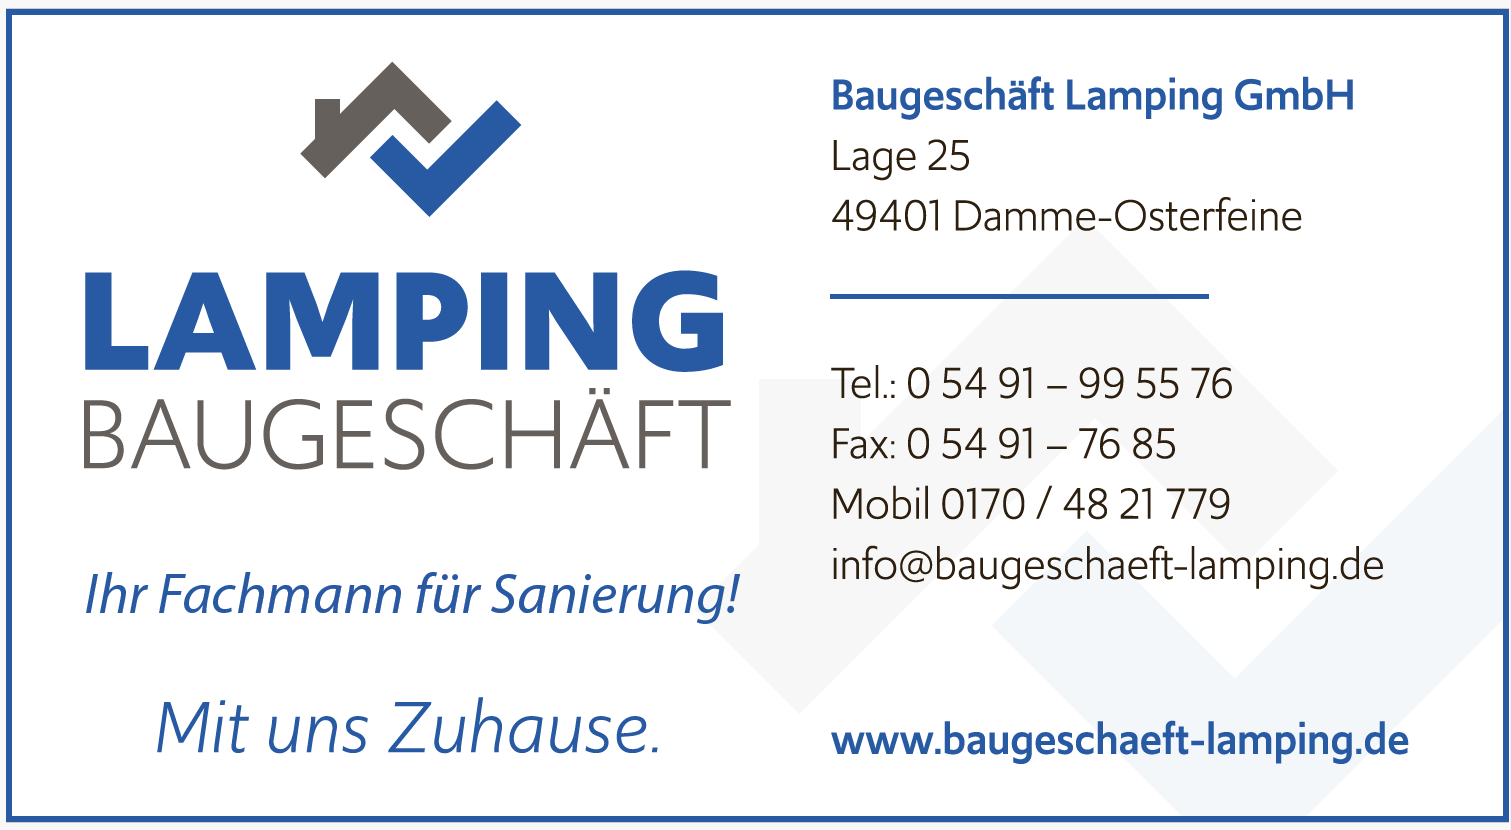 LAMPING
BAUGESCHÄFT
Ihr Fachmann für Sanierung!
Mit uns Zuhause.
Baugeschäft Lamping GmbH
Lage 25
49401 Damme-Osterfeine
Tel.: 0 54 91 – 99 55 76
Fax: 0 54 91 – 76 85
Mobil 0170 / 48 21 779
info@baugeschaeft-lamping.de
www.baugeschaeft-lamping.de